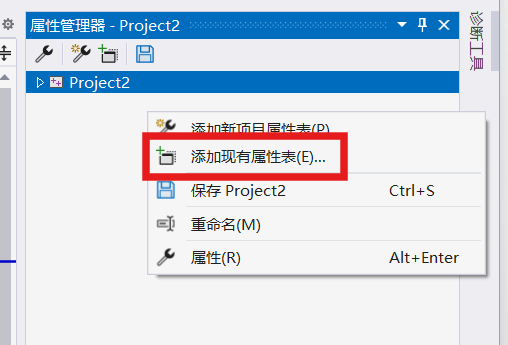 属性管理器 - Project2
诊断工具
Project2
添加新项目属性表(P)
添加现有属性表(E)...
保存 Project2 Ctrl+S
重命名(M)
属性(R) Alt+Enter